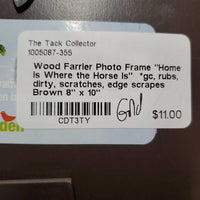 The Tack Collector
1005087-355
Wood Farrier Photo Frame "Home
Is Where the Horse Is" *gc, rubs,
dirty, scratches, edge scrapes
Brown 8" x 10"
CDT3TY
$11.00